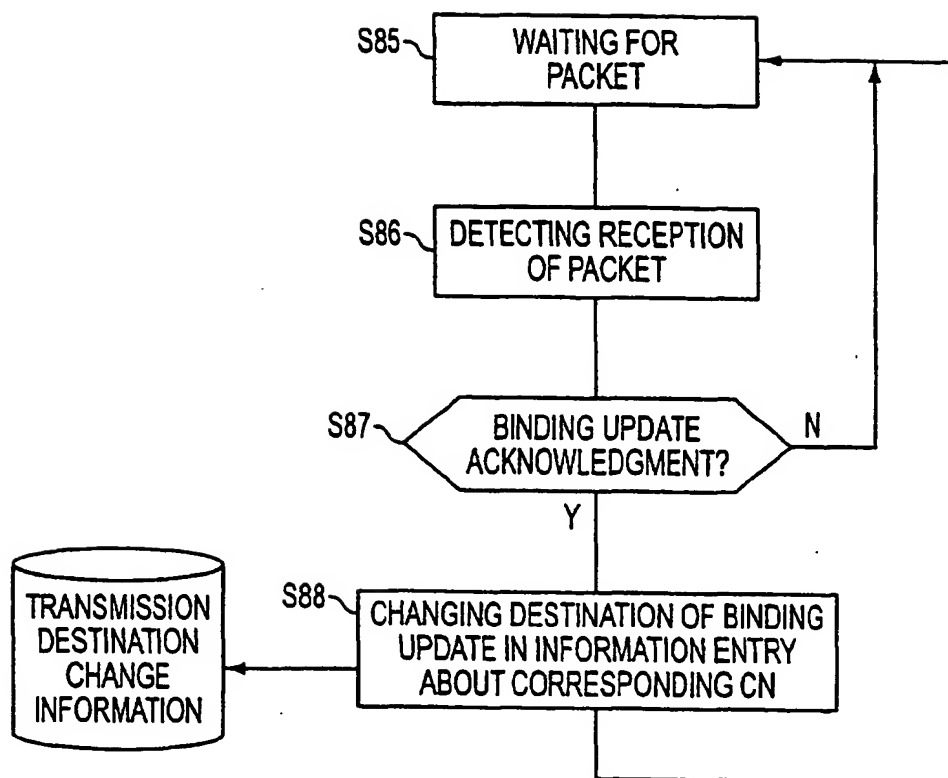 S85
WAITING FOR
PACKET
S86
DETECTING RECEPTION
OF PACKET
S87
BINDING UPDATE
ACKNOWLEDGMENT?
N
Y
TRANSMISSION
DESTINATION
CHANGE
INFORMATION
S88
CHANGING DESTINATION OF BINDING
UPDATE IN INFORMATION ENTRY
ABOUT CORRESPONDING CN